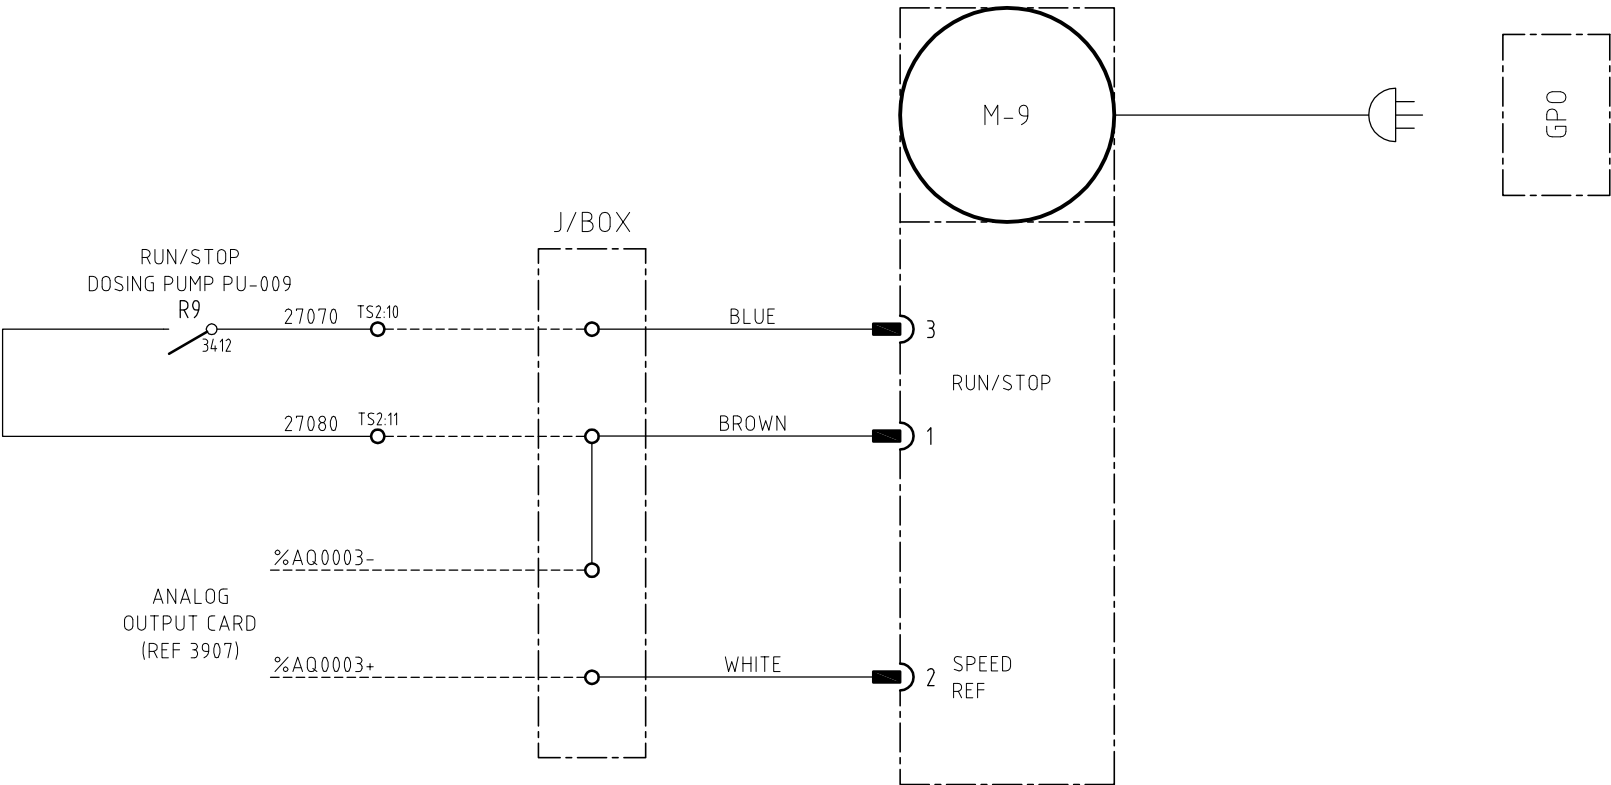 M-9
GPO
J/BOX
RUN/STOP
DOSING PUMP PU-009
R9
27070 TS2:10
BLUE
3
3412
RUN/STOP
27080 TS2:11
BROWN
1
%AQ0003-
ANALOG
OUTPUT CARD
(REF 3907)
%AQ0003+
WHITE
2
SPEED
REF